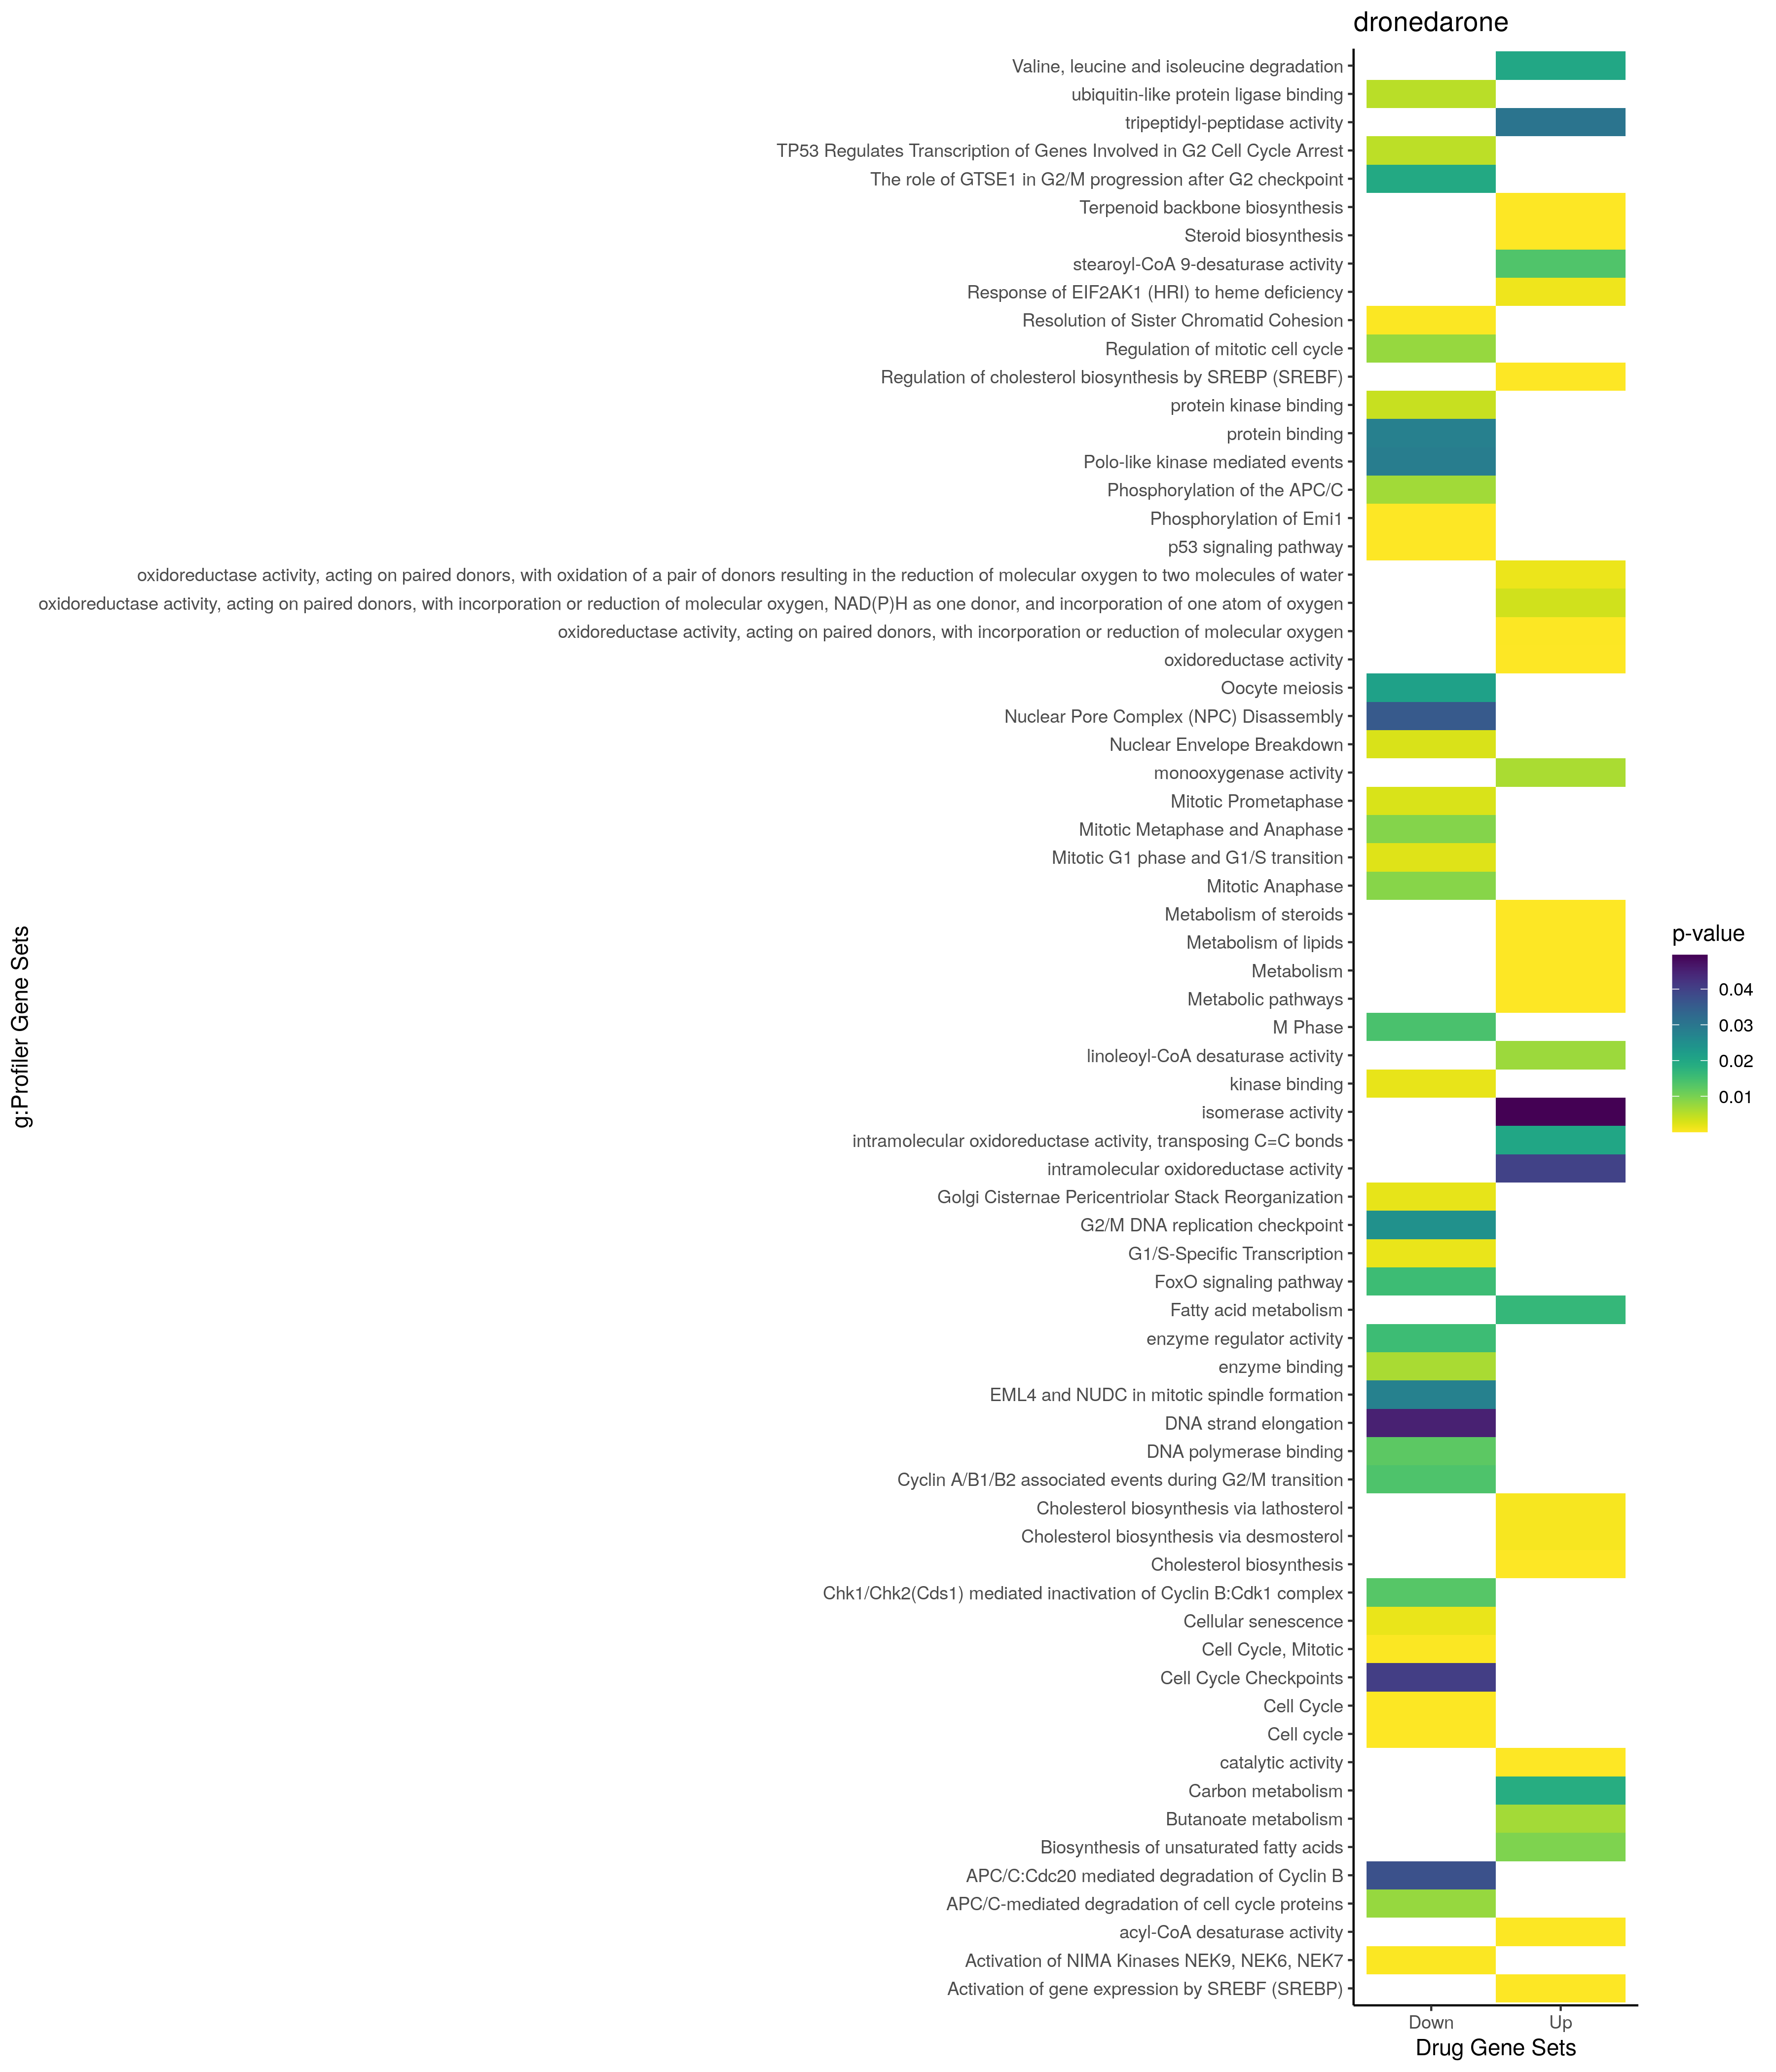 dronedarone
Valine, leucine and isoleucine degradation
ubiquitin-like protein ligase binding
tripeptidyl-peptidase activity
TP53 Regulates Transcription of Genes Involved in G2 Cell Cycle Arrest
The role of GTSE1 in G2/M progression after G2 checkpoint
Terpenoid backbone biosynthesis
Steroid biosynthesis
stearoyl-CoA 9-desaturase activity
Response of EIF2AK1 (HRI) to heme deficiency
Resolution of Sister Chromatid Cohesion
Regulation of mitotic cell cycle
Regulation of cholesterol biosynthesis by SREBP (SREBF)
protein kinase binding
protein binding
Polo-like kinase mediated events
Phosphorylation of the APC/C
Phosphorylation of Emi1
p53 signaling pathway
oxidoreductase activity, acting on paired donors, with oxidation of a pair of donors resulting in the reduction of molecular oxygen to two molecules of water
oxidoreductase activity, acting on paired donors, with incorporation or reduction of molecular oxygen, NAD(P)H as one donor, and incorporation of one atom of oxygen
oxidoreductase activity, acting on paired donors, with incorporation or reduction of molecular oxygen
oxidoreductase activity
Oocyte meiosis
Nuclear Pore Complex (NPC) Disassembly
Nuclear Envelope Breakdown
monooxygenase activity
Mitotic Prometaphase
Mitotic Metaphase and Anaphase
Mitotic G1 phase and G1/S transition
Mitotic Anaphase
Metabolism of steroids
Metabolism of lipids
Metabolism
Metabolic pathways
M Phase
linoleoyl-CoA desaturase activity
kinase binding
isomerase activity
intramolecular oxidoreductase activity, transposing C=C bonds
intramolecular oxidoreductase activity
Golgi Cisternae Pericentriolar Stack Reorganization
G2/M DNA replication checkpoint
G1/S-Specific Transcription
FoxO signaling pathway
Fatty acid metabolism
enzyme regulator activity
enzyme binding
EML4 and NUDC in mitotic spindle formation
DNA strand elongation
DNA polymerase binding
Cyclin A/B1/B2 associated events during G2/M transition
Cholesterol biosynthesis via lathosterol
Cholesterol biosynthesis via desmosterol
Cholesterol biosynthesis
Chk1/Chk2(Cds1) mediated inactivation of Cyclin B:Cdk1 complex
Cellular senescence
Cell Cycle, Mitotic
Cell Cycle Checkpoints
Cell Cycle
Cell cycle
catalytic activity
Carbon metabolism
Butanoate metabolism
Biosynthesis of unsaturated fatty acids
APC/C:Cdc20 mediated degradation of Cyclin B
APC/C-mediated degradation of cell cycle proteins
acyl-CoA desaturase activity
Activation of NIMA Kinases NEK9, NEK6, NEK7
Activation of gene expression by SREBF (SREBP)
g:Profiler Gene Sets
Down
Up
Drug Gene Sets
p-value
0.04
0.03
0.02
0.01